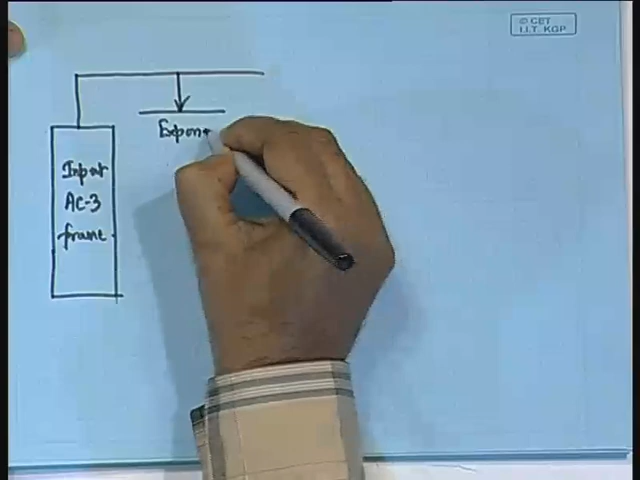 © CET
I.I.T. KGP
Expon
Input
AC-3
frame